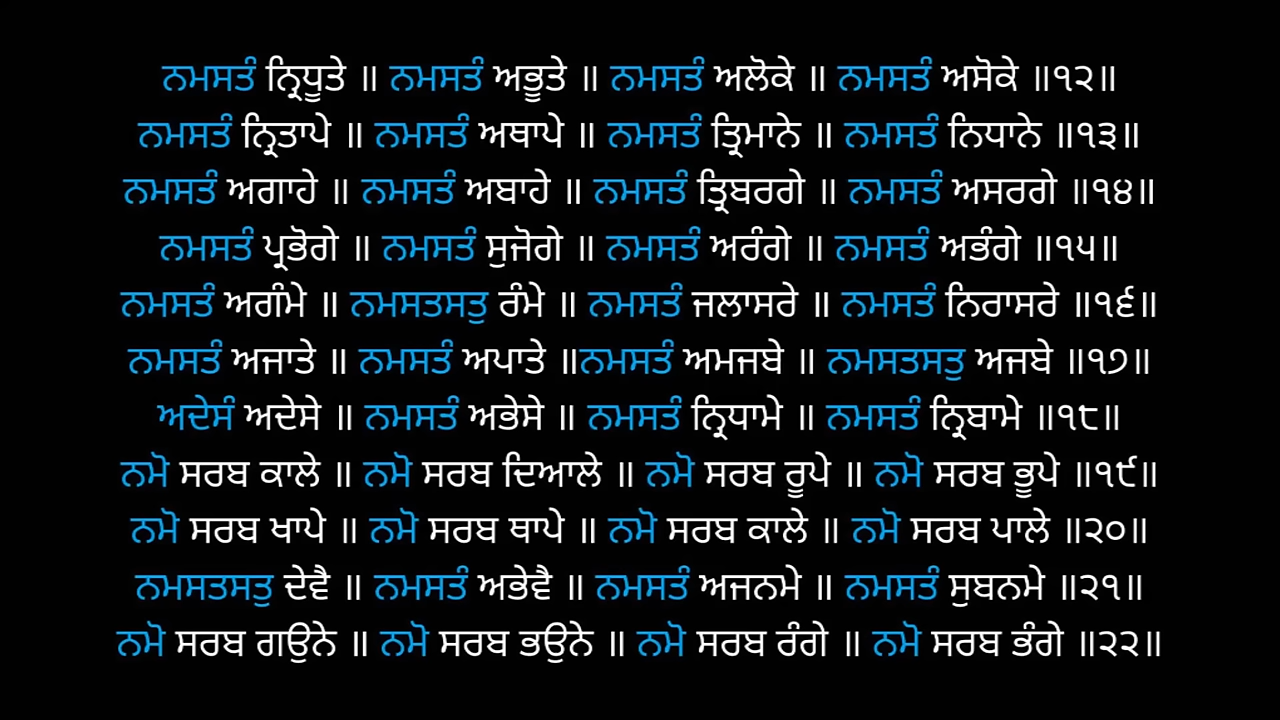 ਨਮਸਤੰ ਨ੍ਰਿਧੂਤੇ ॥ ਨਮਸਤੰ ਅਭੂਤੇ ॥ ਨਮਸਤੰ ਅਲੋਕੇ ॥ ਨਮਸਤੰ ਅਸੋਕੇ ॥੧੨॥
ਨਮਸਤੰ ਨ੍ਰਿਤਾਪੇ ॥ ਨਮਸਤੰ ਅਥਾਪੇ ॥ ਨਮਸਤੰ ਤ੍ਰਿਮਾਨੇ ॥ ਨਮਸਤੰ ਨਿਧਾਨੇ ॥੧੩॥
ਨਮਸਤੰ ਅਗਾਹੇ ॥ ਨਮਸਤੰ ਅਬਾਹੇ ॥ ਨਮਸਤੰ ਤ੍ਰਿਬਰਗੇ ॥ ਨਮਸਤੰ ਅਸਰਗੇ ॥੧੪॥
ਨਮਸਤੰ ਪ੍ਰਭੋਗੇ ॥ ਨਮਸਤੰ ਸੁਜੋਗੇ ॥ ਨਮਸਤੰ ਅਰੰਗੇ ॥ ਨਮਸਤੰ ਅਭੰਗੇ ॥੧੫॥
ਨਮਸਤੰ ਅਗੰਮੇ ॥ ਨਮਸਤਸਤੁ ਰੰਮੇ ॥ ਨਮਸਤੰ ਜਲਾਸਰੇ ॥ ਨਮਸਤੰ ਨਿਰਾਸਰੇ ॥੧੬॥
ਨਮਸਤੰ ਅਜਾਤੇ ॥ ਨਮਸਤੰ ਅਪਾਤੇ ॥ਨਮਸਤੰ ਅਮਜਬੇ ॥ ਨਮਸਤਸਤੁ ਅਜਬੇ ॥੧੭॥
ਅਦੇਸੰ ਅਦੇਸੇ ॥ ਨਮਸਤੰ ਅਭੇਸੇ ॥ ਨਮਸਤੰ ਨ੍ਰਿਧਾਮੇ ॥ ਨਮਸਤੰ ਨ੍ਰਿਬਾਮੇ ॥੧੮॥
ਨਮੋ ਸਰਬ ਕਾਲੇ ॥ ਨਮੋ ਸਰਬ ਦਿਆਲੇ ॥ ਨਮੋ ਸਰਬ ਰੂਪੇ ॥ ਨਮੋ ਸਰਬ ਭੂਪੇ ॥੧੯॥
ਨਮੋ ਸਰਬ ਖਾਪੇ ॥ ਨਮੋ ਸਰਬ ਥਾਪੇ ॥ ਨਮੋ ਸਰਬ ਕਾਲੇ ॥ ਨਮੋ ਸਰਬ ਪਾਲੇ ॥੨੦॥
ਨਮਸਤਸਤੁ ਦੇਵੈ ॥ ਨਮਸਤੰ ਅਭੇਵੈ ॥ ਨਮਸਤੰ ਅਜਨਮੇ ॥ ਨਮਸਤੰ ਸੁਬਨਮੇ ॥੨੧॥
ਨਮੋ ਸਰਬ ਗਉਨੇ ॥ ਨਮੋ ਸਰਬ ਭਉਨੇ ॥ ਨਮੋ ਸਰਬ ਰੰਗੇ ॥ ਨਮੋ ਸਰਬ ਭੰਗੇ ॥੨੨॥